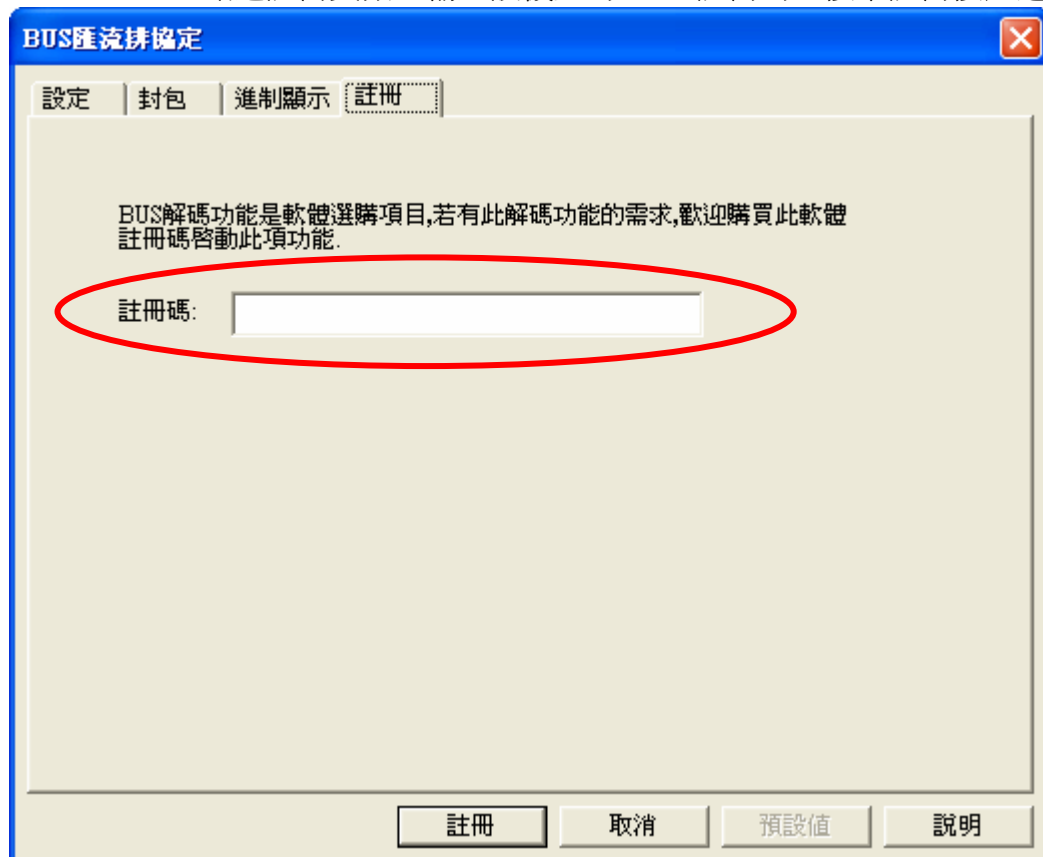 BUS匯流排協定
設定 封包 進制顯示 註冊
BUS解碼功能是軟體選購項目,若有此解碼功能的需求,歡迎購買此軟體
註冊碼啓動此項功能.
註冊碼:
註冊 取消 預設值 說明